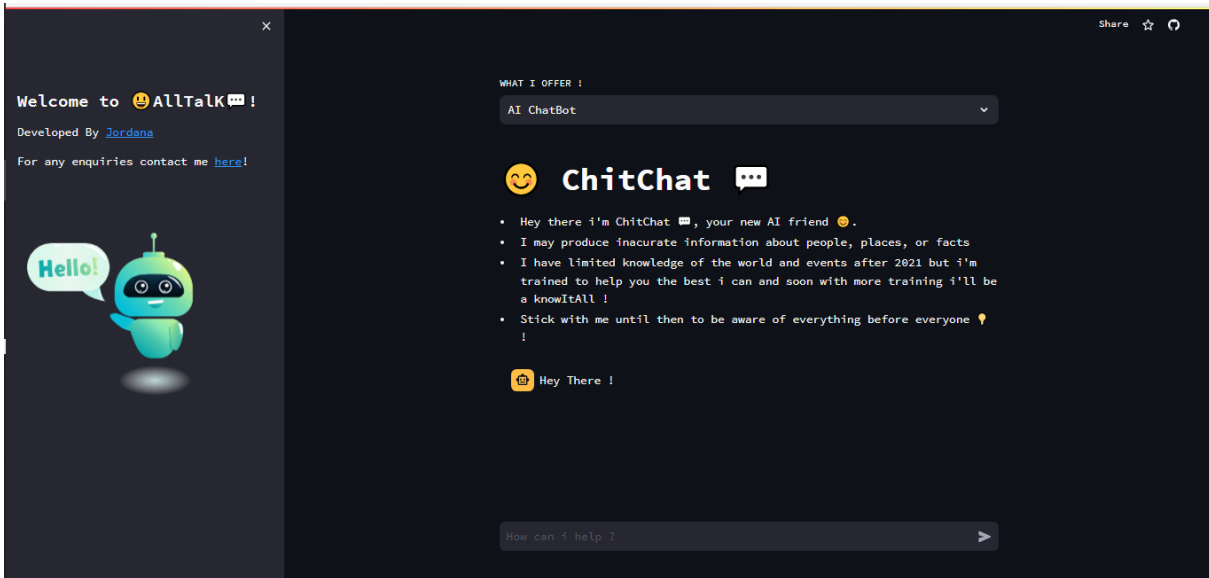 Share
Welcome to 😃AllTalK💬!
Developed By Jordana
For any enquiries contact me here!
Hello!
WHAT I OFFER !
AI ChatBot
😊 ChitChat 💬
• Hey there i'm ChitChat 💬, your new AI friend 😊.
• I may produce inacurate information about people, places, or facts
• I have limited knowledge of the world and events after 2021 but i'm
trained to help you the best i can and soon with more training i'll be
a knowItAll !
• Stick with me until then to be aware of everything before everyone 💡
!
Hey There !
How can i help ?